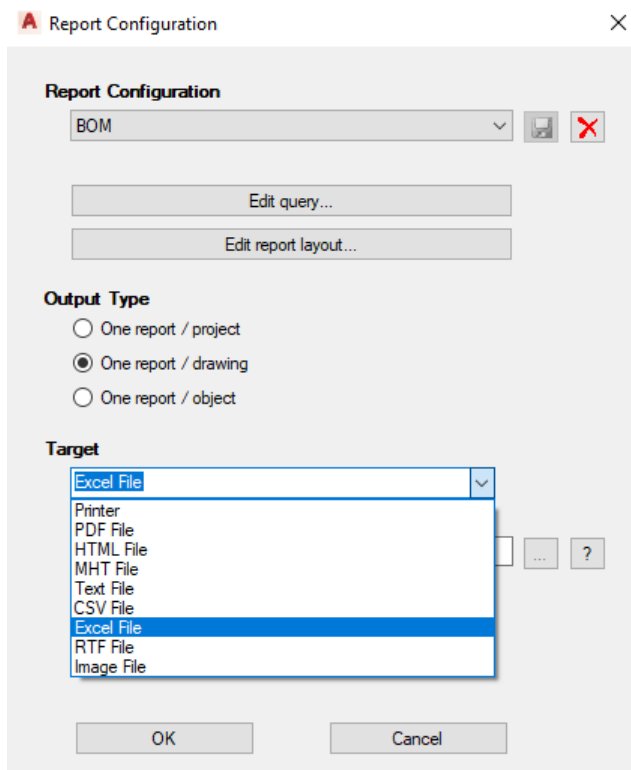 A Report Configuration
Report Configuration
BOM
Edit query...
Edit report layout...
Output Type
One report / project
One report / drawing
One report / object
Target
Excel File
Printer
PDF File
HTML File
MHT File
Text File
CSV File
Excel File
RTF File
Image File
... ?
OK Cancel